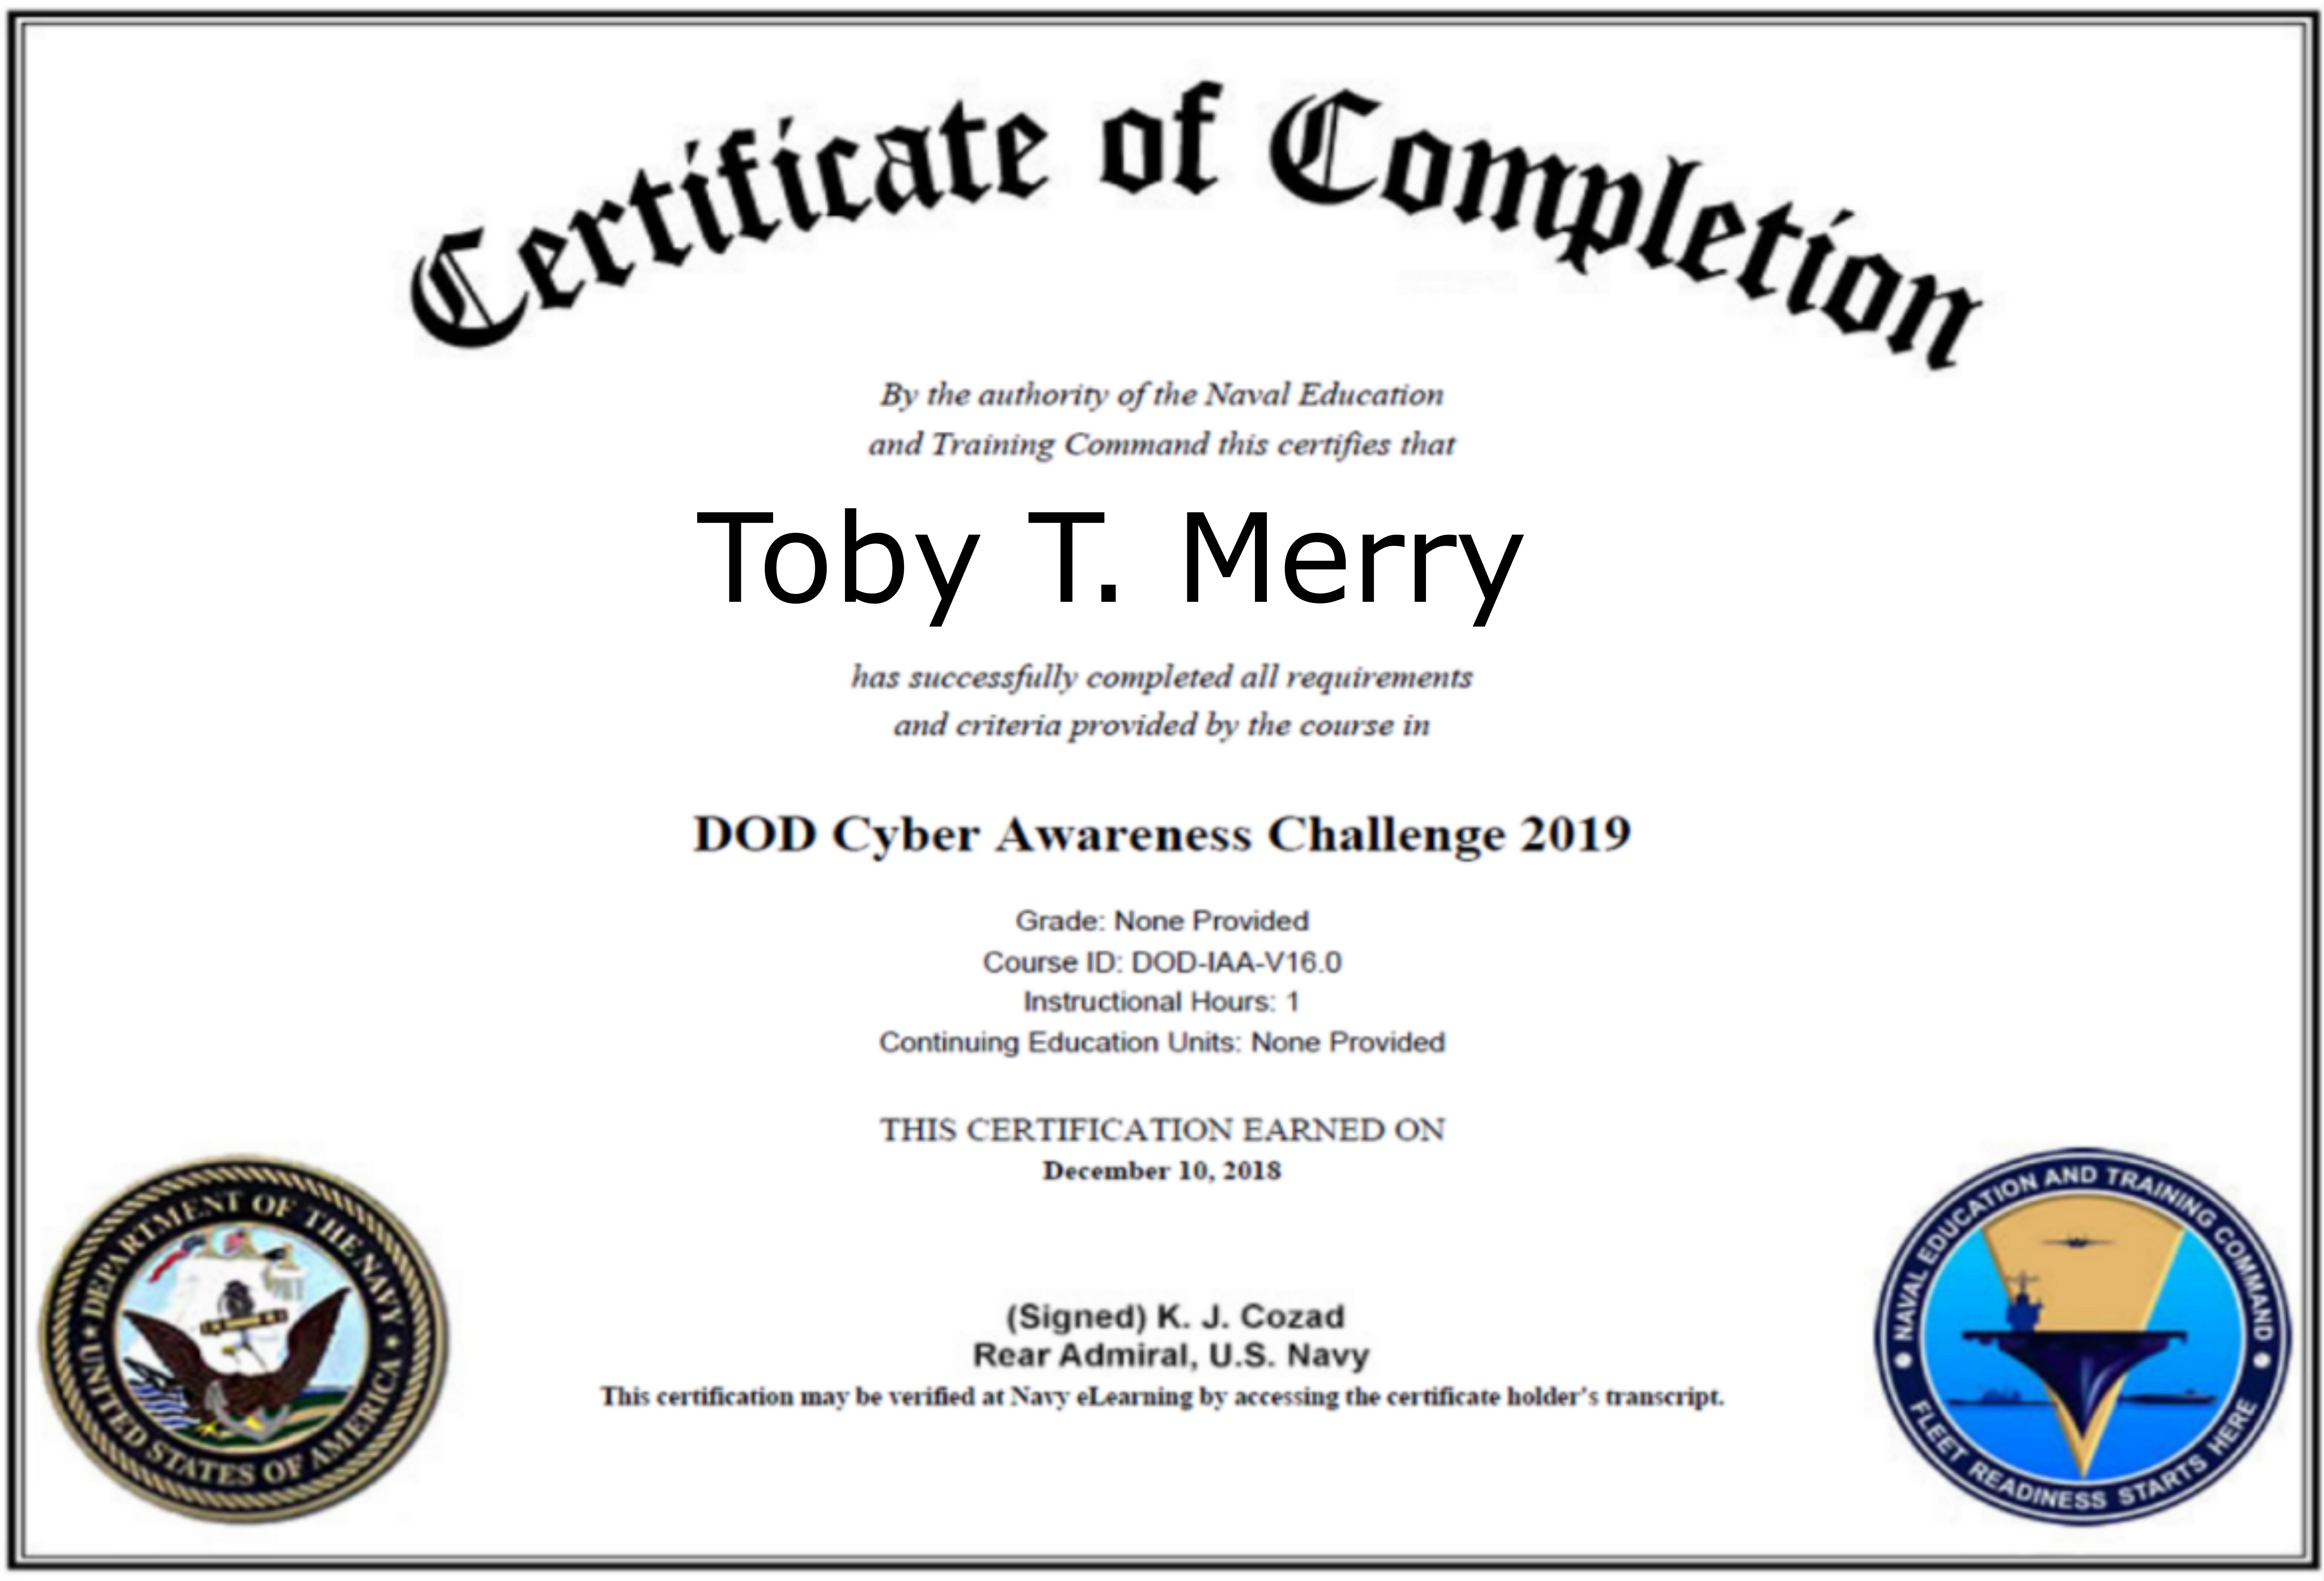 Certificate of Completion
By the authority of the Naval Education
and Training Command this certifies that
Toby T. Merry
has successfully completed all requirements
and criteria provided by the course in
DOD Cyber Awareness Challenge 2019
Grade: None Provided
Course ID: DOD-IAA-V16.0
Instructional Hours: 1
Continuing Education Units: None Provided
THIS CERTIFICATION EARNED ON
December 10, 2018
(Signed) K. J. Cozad
Rear Admiral, U.S. Navy
This certification may be verified at Navy eLearning by accessing the certificate holder's transcript.
DEPARTMENT OF THE NAVY
UNITED STATES OF AMERICA
NAVAL EDUCATION AND TRAINING COMMAND
FLEET READINESS STARTS HERE